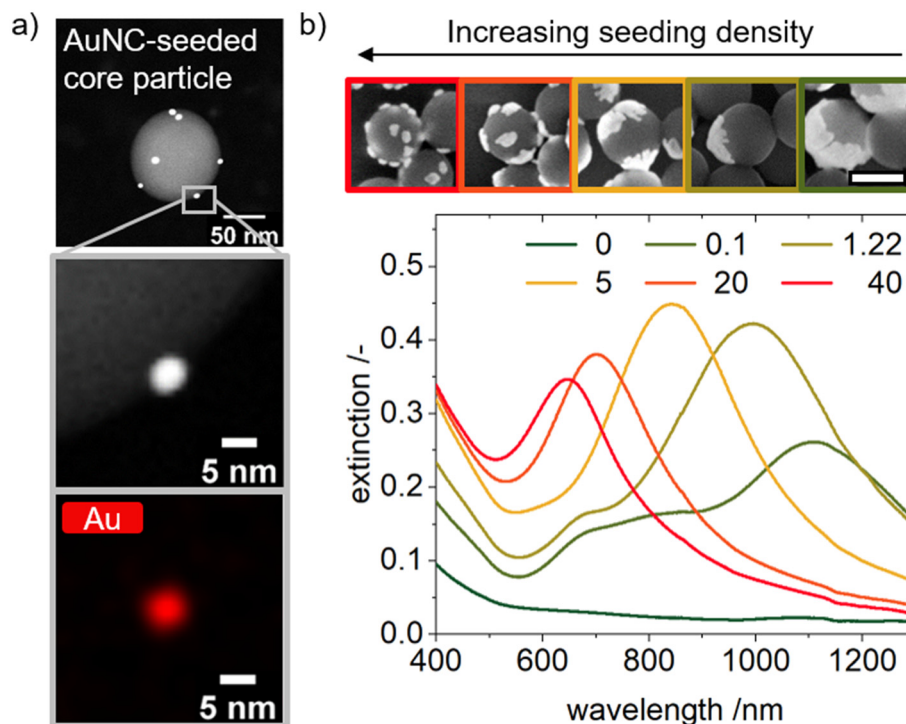 a)
AuNC-seeded
core particle
50 nm
5 nm
Au
5 nm
b)
Increasing seeding density
0 0.1 1.22
5 20 40
extinction /-
0.5
0.4
0.3
0.2
0.1
0.0
400 600 800 1000 1200
wavelength /nm